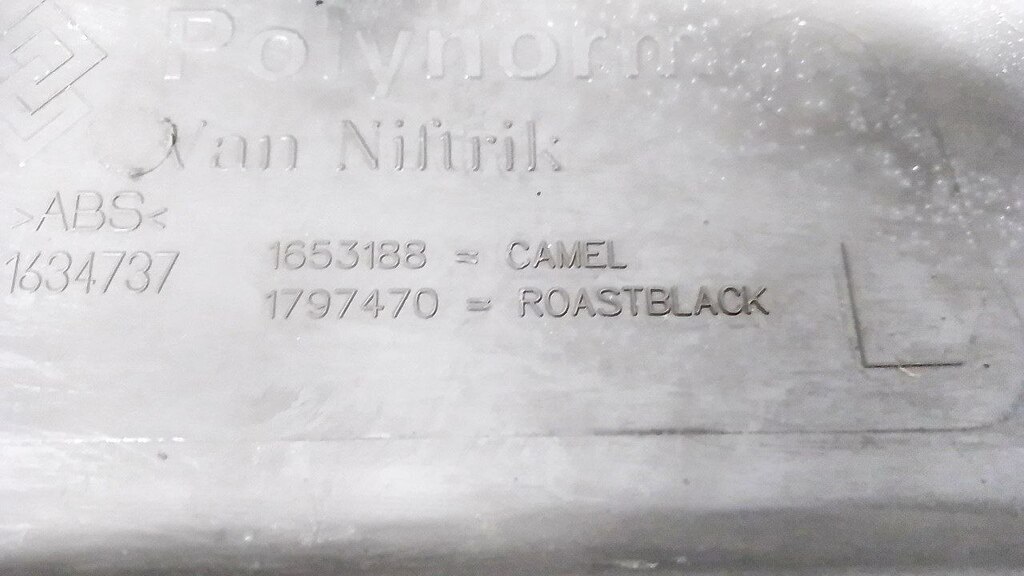 Polynorm
Van Niftrik
>ABS<
1634737
1653188 = CAMEL
1797470 = ROASTBLACK
L